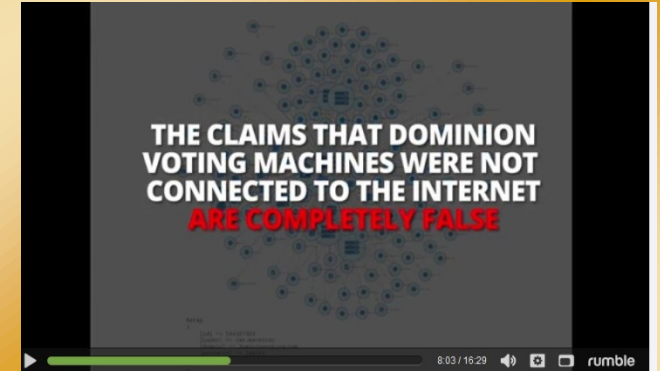 THE CLAIMS THAT DOMINION
VOTING MACHINES WERE NOT
CONNECTED TO THE INTERNET
ARE COMPLETELY FALSE
8:03 / 16:29
rumble